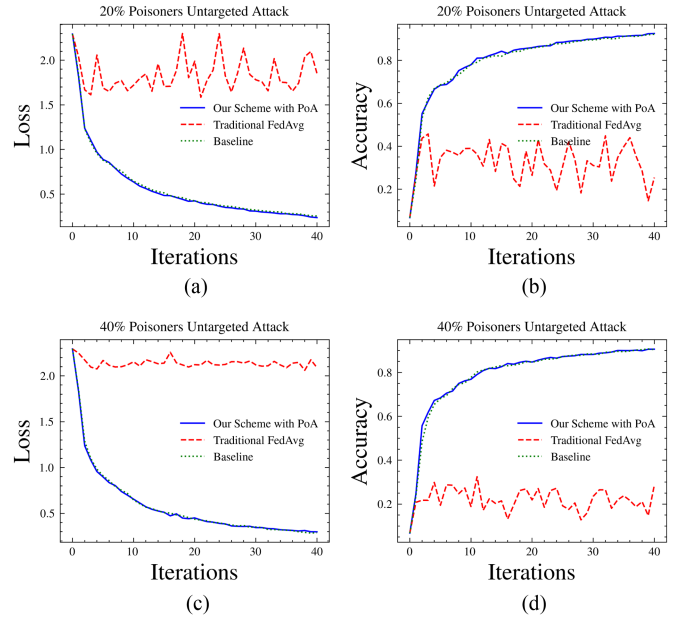 20% Poisoners Untargeted Attack
2.0
1.5
1.0
0.5
Loss
Our Scheme with PoA
Traditional FedAvg
Baseline
0
10
20
30
40
Iterations
(a)
20% Poisoners Untargeted Attack
0.8
0.6
0.4
0.2
Accuracy
Our Scheme with PoA
Traditional FedAvg
Baseline
0
10
20
30
40
Iterations
(b)
40% Poisoners Untargeted Attack
2.0
1.5
1.0
0.5
Loss
Our Scheme with PoA
Traditional FedAvg
Baseline
0
10
20
30
40
Iterations
(c)
40% Poisoners Untargeted Attack
0.8
0.6
0.4
0.2
Accuracy
Our Scheme with PoA
Traditional FedAvg
Baseline
0
10
20
30
40
Iterations
(d)